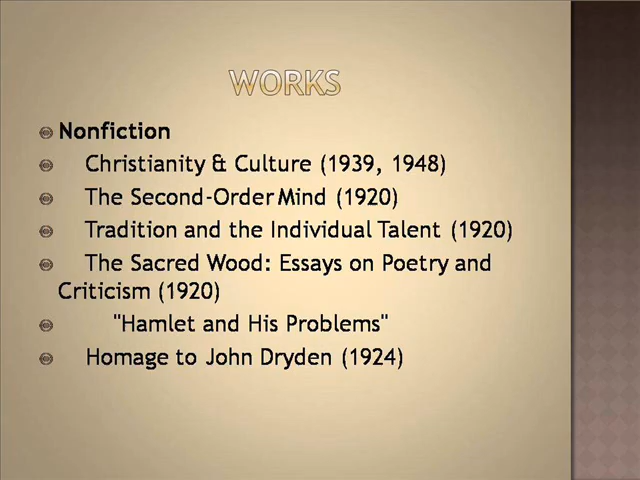 WORKS
Nonfiction
Christianity & Culture (1939, 1948)
The Second-Order Mind (1920)
Tradition and the Individual Talent (1920)
The Sacred Wood: Essays on Poetry and
Criticism (1920)
"Hamlet and His Problems"
Homage to John Dryden (1924)